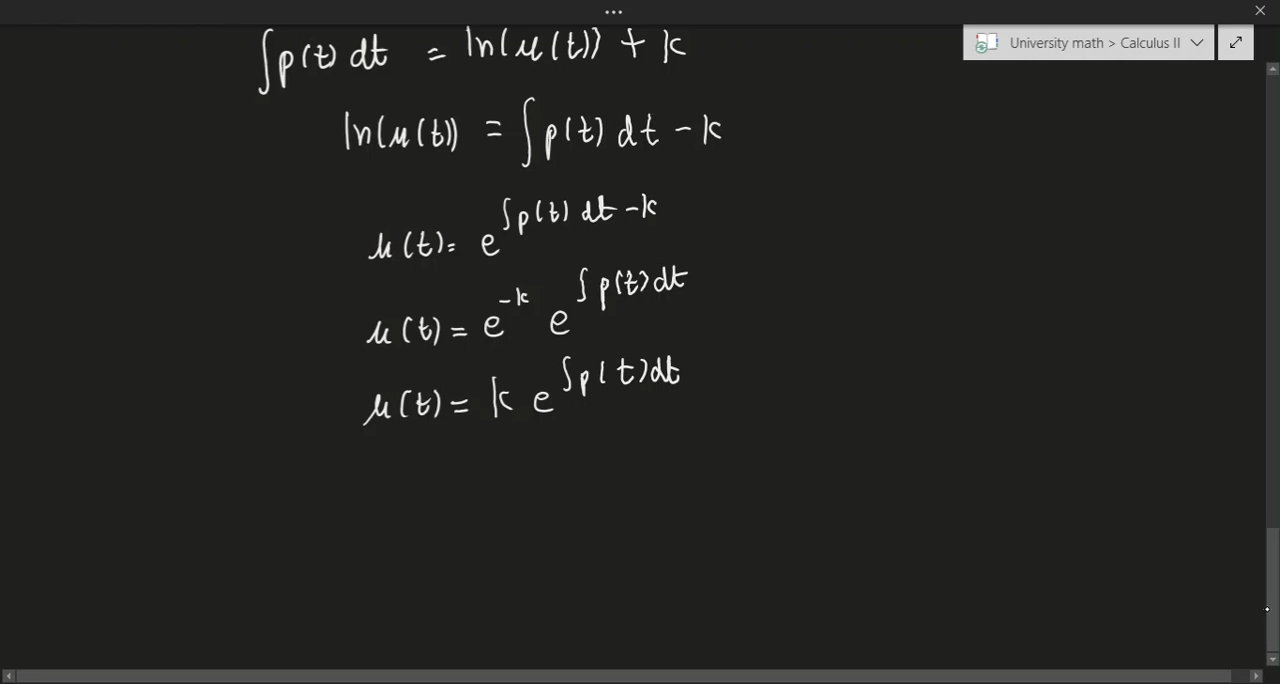 ∫p(t) dt = ln(μ(t)) + k
University math > Calculus II
ln(μ(t)) = ∫p(t) dt - k
μ(t) = e^{∫p(t) dt - k}
μ(t) = e^{-k} e^{∫p(t)dt}
μ(t) = k e^{∫p(t)dt}